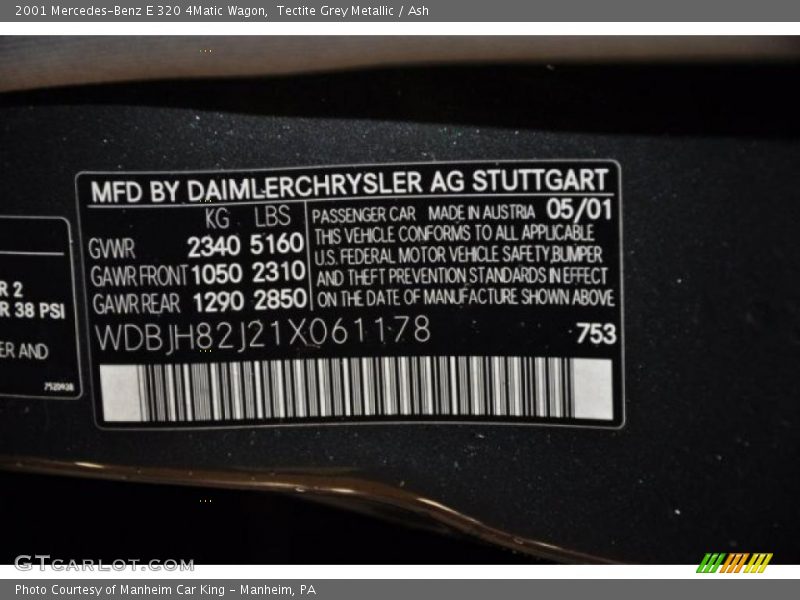 2001 Mercedes-Benz E 320 4Matic Wagon,  Tectite Grey Metallic / Ash
MFD BY DAIMLERCHRYSLER AG STUTTGART
KG LBS
GVWR 2340 5160
GAWR FRONT 1050 2310
GAWR REAR 1290 2850
PASSENGER CAR MADE IN AUSTRIA 05/01
THIS VEHICLE CONFORMS TO ALL APPLICABLE
U.S. FEDERAL MOTOR VEHICLE SAFETY, BUMPER
AND THEFT PREVENTION STANDARDS IN EFFECT
ON THE DATE OF MANUFACTURE SHOWN ABOVE
WDBJH82J21X061178 753
R 2
R 38 PSI
ER AND
GTCARLOT.COM
Photo Courtesy of Manheim Car King - Manheim, PA